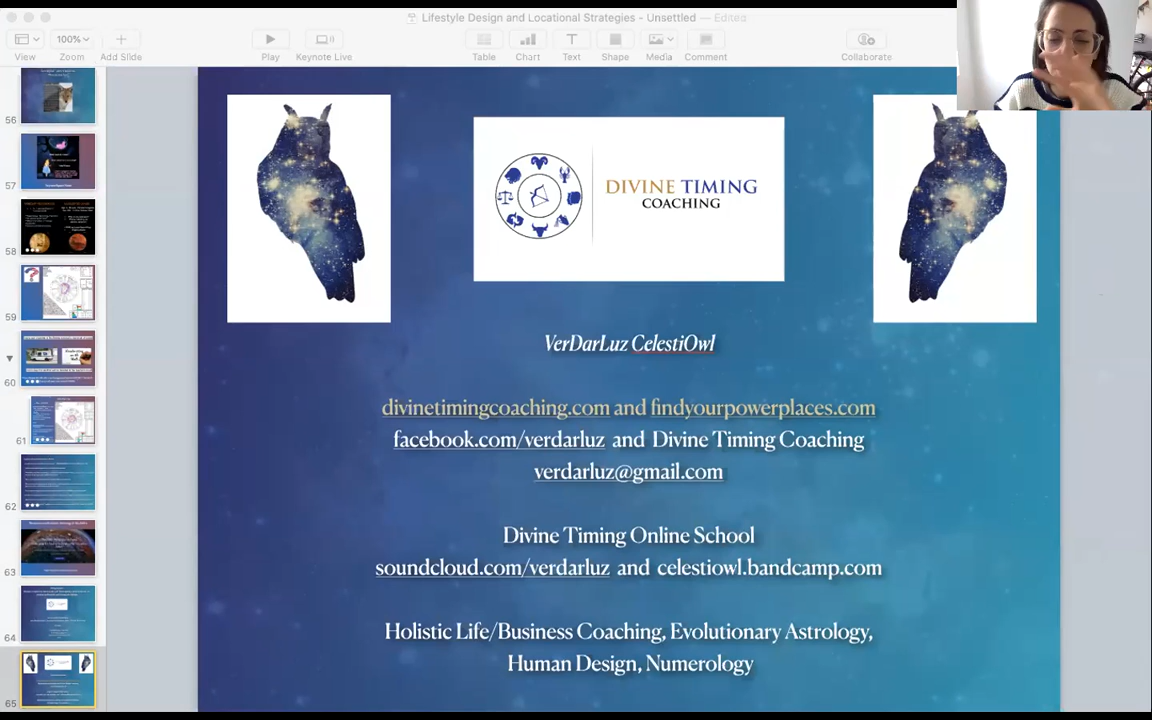 Lifestyle Design and Locational Strategies - Unsettled — Edited
100%
View
Zoom
Add Slide
Play
Keynote Live
Table
Chart
Text
Shape
Media
Comment
Collaborate
56
57
58
59
60
61
62
63
64
65
DIVINE TIMING
COACHING
VerDarLuz CelestiOwl
divinetimingcoaching.com and findyourpowerplaces.com
facebook.com/verdarluz and Divine Timing Coaching
verdarluz@gmail.com
Divine Timing Online School
soundcloud.com/verdarluz and celestiowl.bandcamp.com
Holistic Life/Business Coaching, Evolutionary Astrology,
Human Design, Numerology